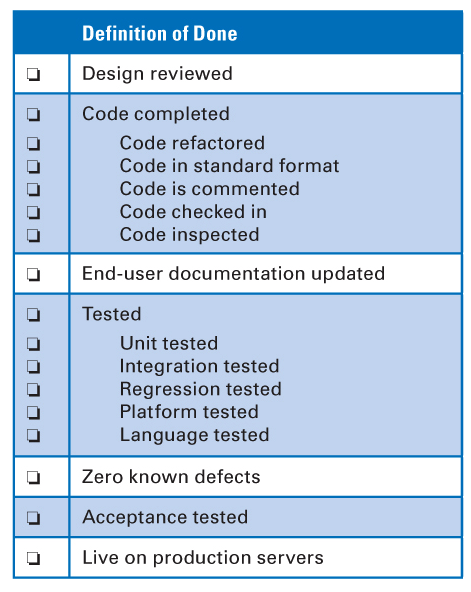 Definition of Done
Design reviewed
Code completed
Code refactored
Code in standard format
Code is commented
Code checked in
Code inspected
End-user documentation updated
Tested
Unit tested
Integration tested
Regression tested
Platform tested
Language tested
Zero known defects
Acceptance tested
Live on production servers